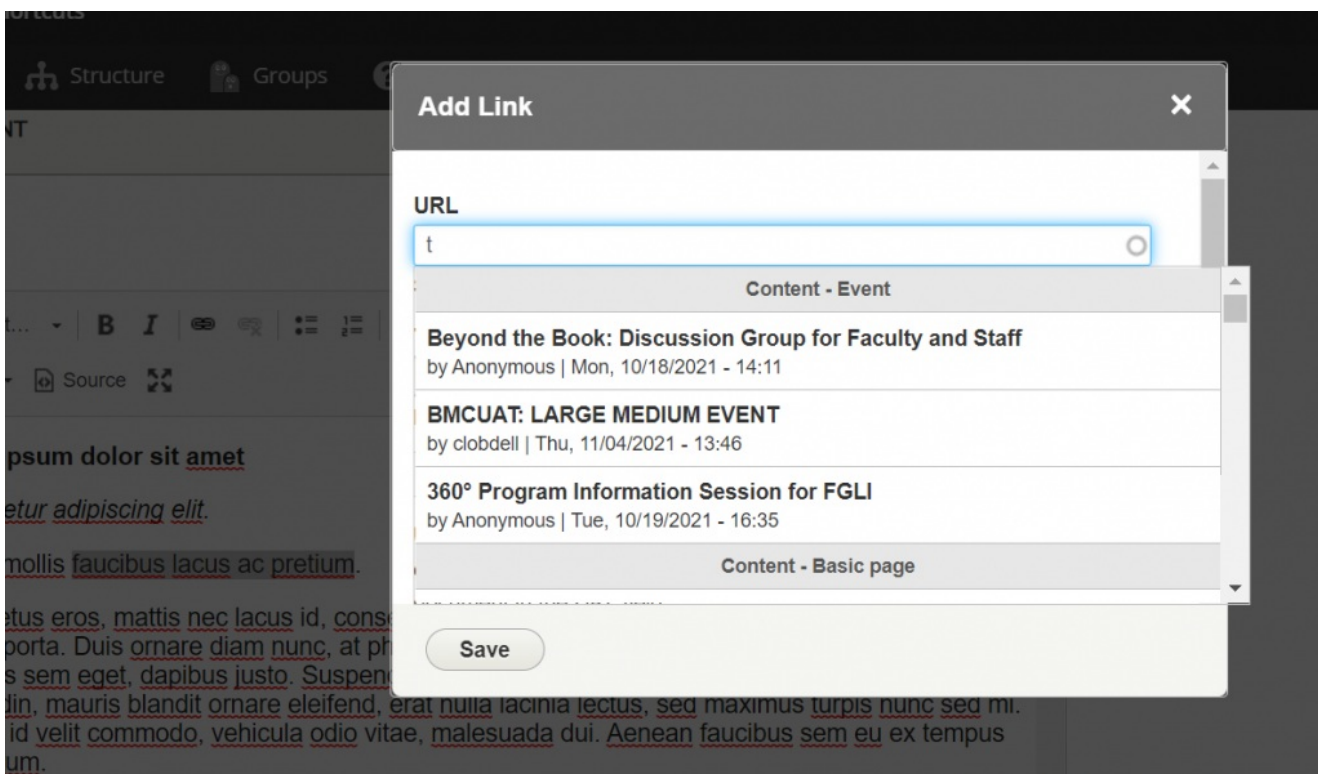 Shortcuts
Structure Groups
NT
Add Link
URL
t
Content - Event
Beyond the Book: Discussion Group for Faculty and Staff
by Anonymous | Mon, 10/18/2021 - 14:11
BMCUAT: LARGE MEDIUM EVENT
by clobdell | Thu, 11/04/2021 - 13:46
360º Program Information Session for FGLI
by Anonymous | Tue, 10/19/2021 - 16:35
Content - Basic page
Save
t... B I
Source
psum dolor sit amet
etur adipiscing elit.
mollis faucibus lacus ac pretium.
etus eros, mattis nec lacus id, conse
porta. Duis ornare diam nunc, at ph
s sem eget, dapibus justo. Suspen
din, mauris blandit ornare eleifend, erat nulla lacinia lectus, sed maximus turpis nunc sed mi.
id velit commodo, vehicula odio vitae, malesuada dui. Aenean faucibus sem eu ex tempus
um.